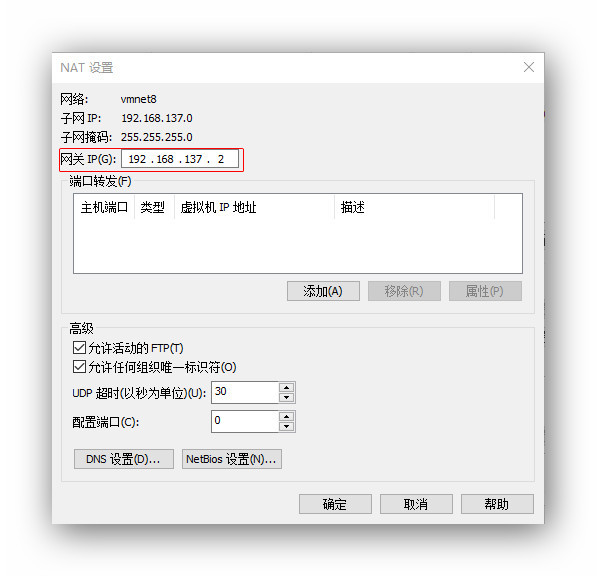 NAT 设置
网络: vmnet8
子网 IP: 192.168.137.0
子网掩码: 255.255.255.0
网关 IP(G): 192 .168 .137 . 2
端口转发(F)
主机端口 类型 虚拟机 IP 地址 描述
添加(A) 移除(R) 属性(P)
高级
允许活动的 FTP(T)
允许任何组织唯一标识符(O)
UDP 超时(以秒为单位)(U): 30
配置端口(C): 0
DNS 设置(D)... NetBios 设置(N)...
确定 取消 帮助